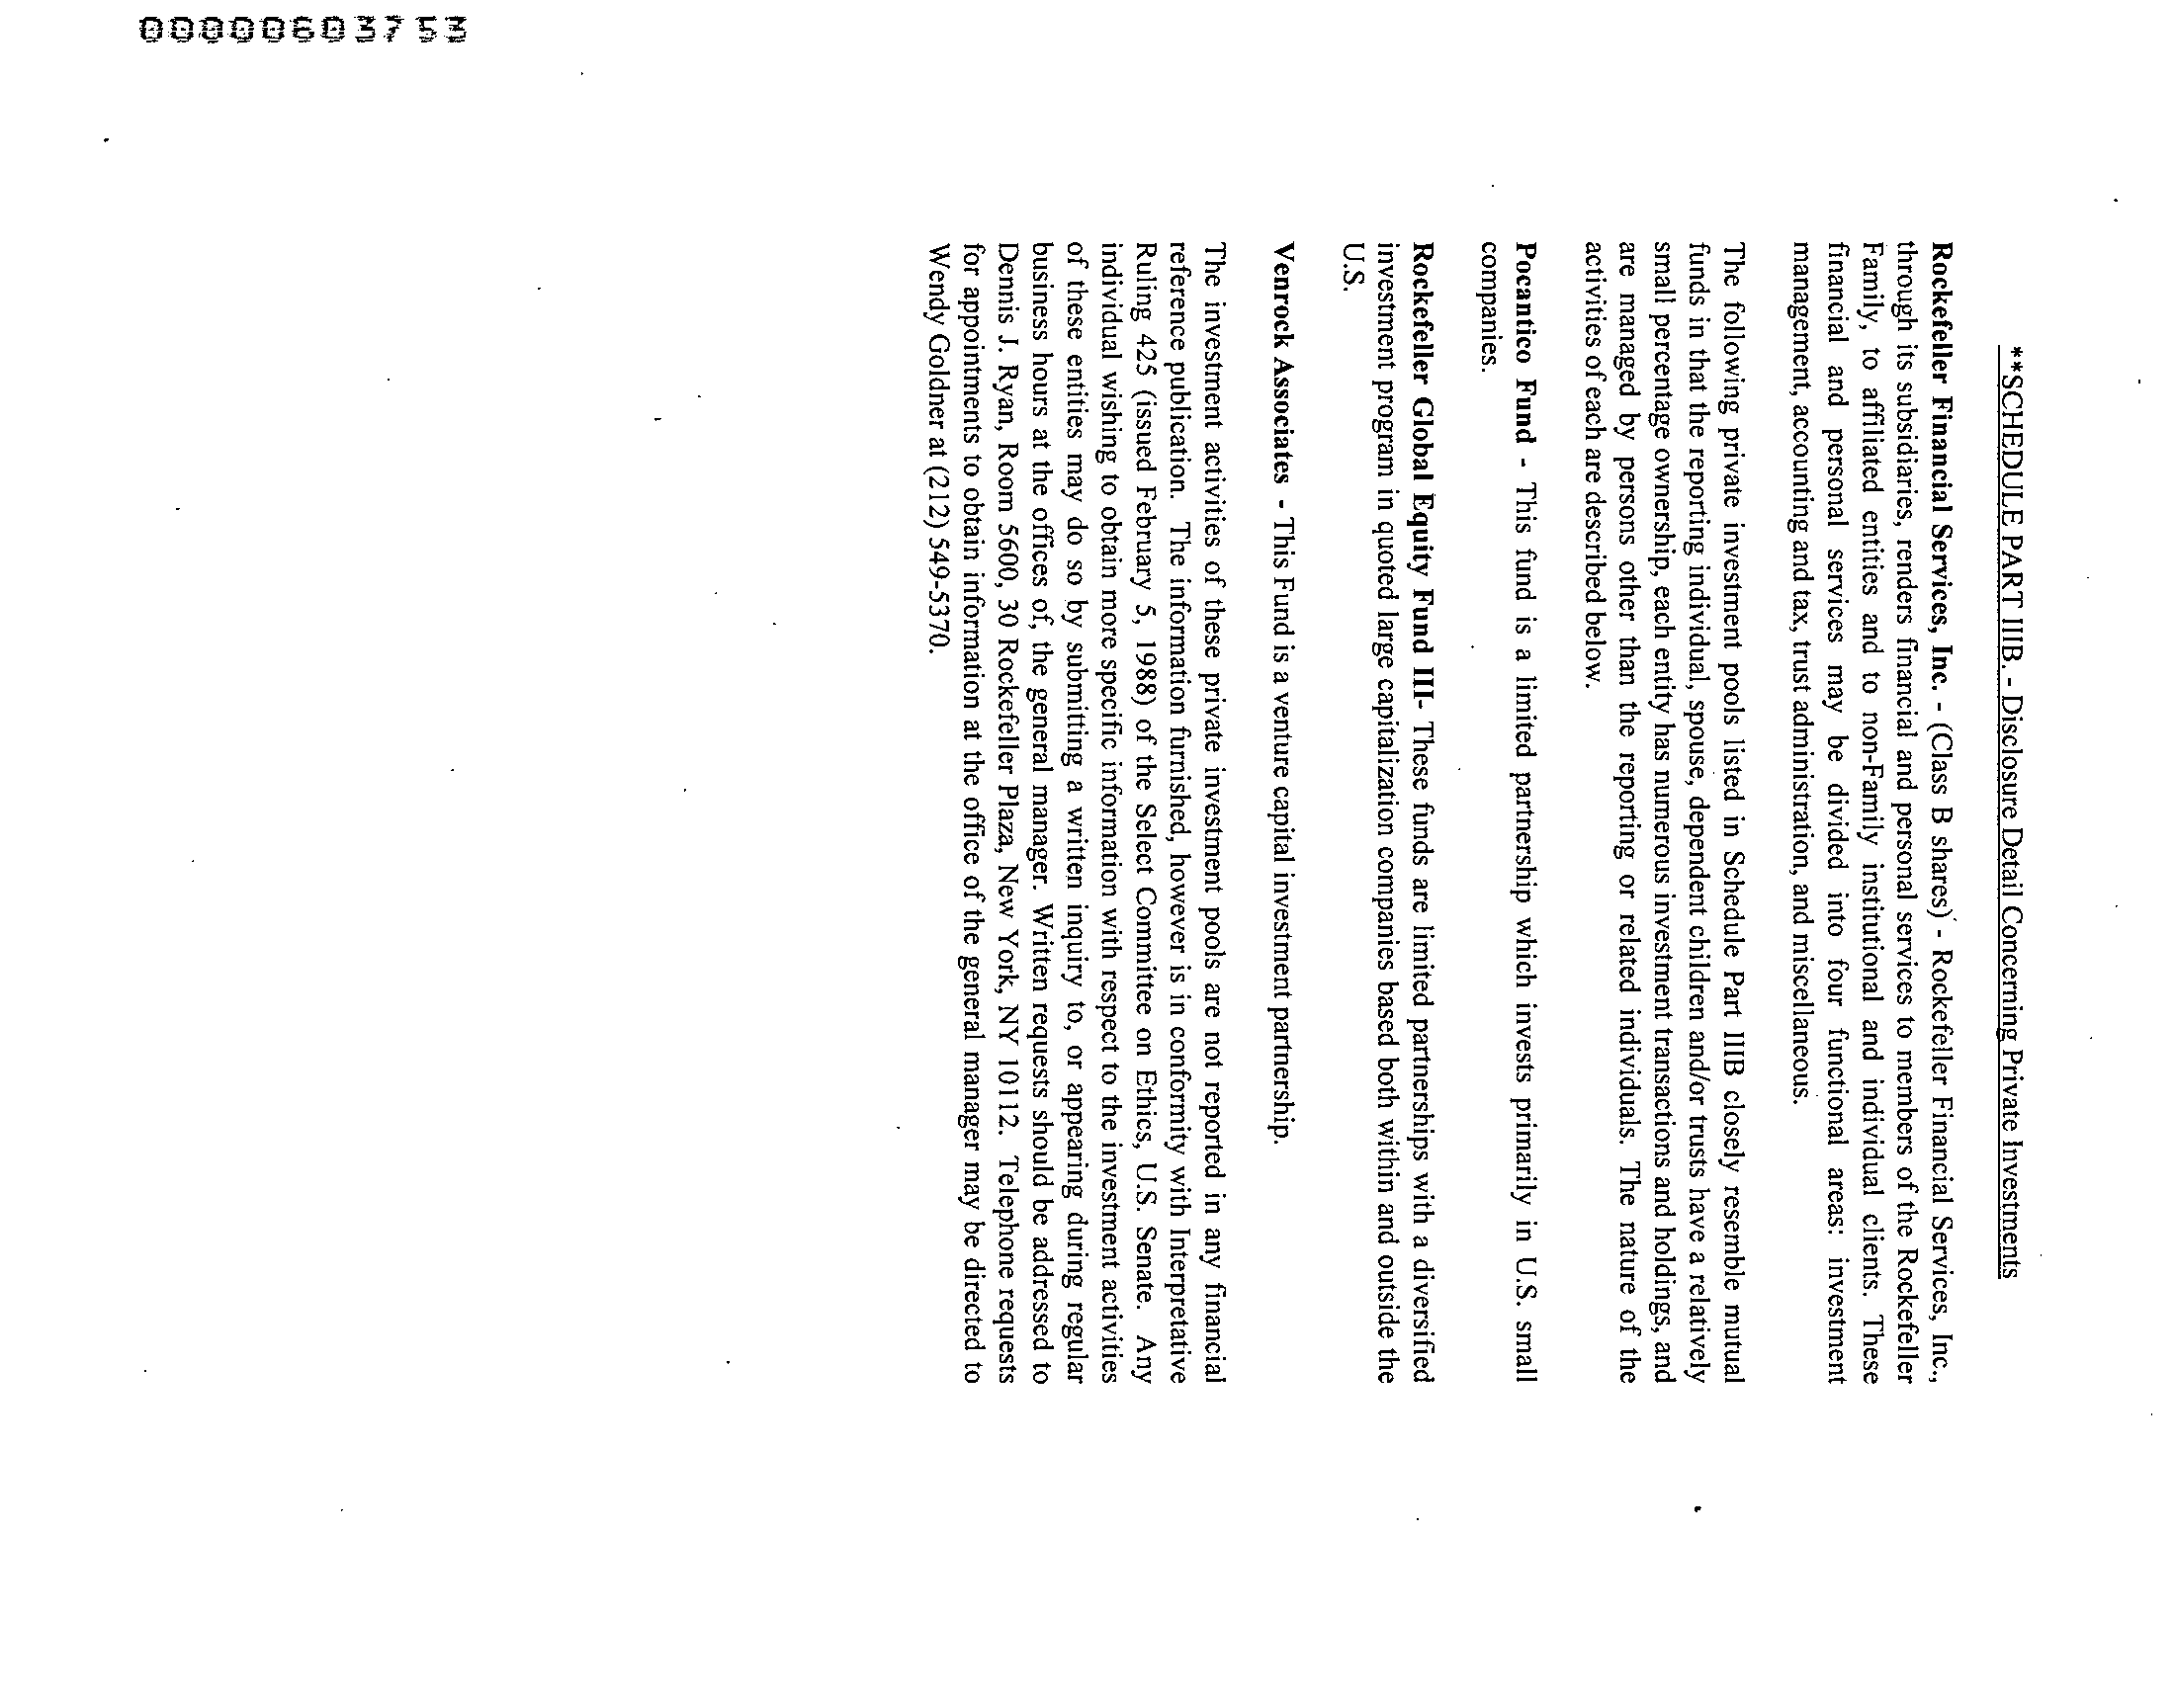 00000603753
**SCHEDULE PART IIIB. - Disclosure Detail Concerning Private Investments
Rockefeller Financial Services, Inc. - (Class B shares) - Rockefeller Financial Services, Inc.,
through its subsidiaries, renders financial and personal services to members of the Rockefeller
Family, to affiliated entities and to non-Family institutional and individual clients. These
financial and personal services may be divided into four functional areas: investment
management, accounting and tax, trust administration, and miscellaneous.
The following private investment pools listed in Schedule Part IIIB closely resemble mutual
funds in that the reporting individual, spouse, dependent children and/or trusts have a relatively
small percentage ownership, each entity has numerous investment transactions and holdings, and
are managed by persons other than the reporting or related individuals. The nature of the
activities of each are described below.
Pocantico Fund - This fund is a limited partnership which invests primarily in U.S. small
companies.
Rockefeller Global Equity Fund III- These funds are limited partnerships with a diversified
investment program in quoted large capitalization companies based both within and outside the
U.S.
Venrock Associates - This Fund is a venture capital investment partnership.
The investment activities of these private investment pools are not reported in any financial
reference publication. The information furnished, however is in conformity with Interpretative
Ruling 425 (issued February 5, 1988) of the Select Committee on Ethics, U.S. Senate. Any
individual wishing to obtain more specific information with respect to the investment activities
of these entities may do so by submitting a written inquiry to, or appearing during regular
business hours at the offices of, the general manager. Written requests should be addressed to
Dennis J. Ryan, Room 5600, 30 Rockefeller Plaza, New York, NY 10112. Telephone requests
for appointments to obtain information at the office of the general manager may be directed to
Wendy Goldner at (212) 549-5370.